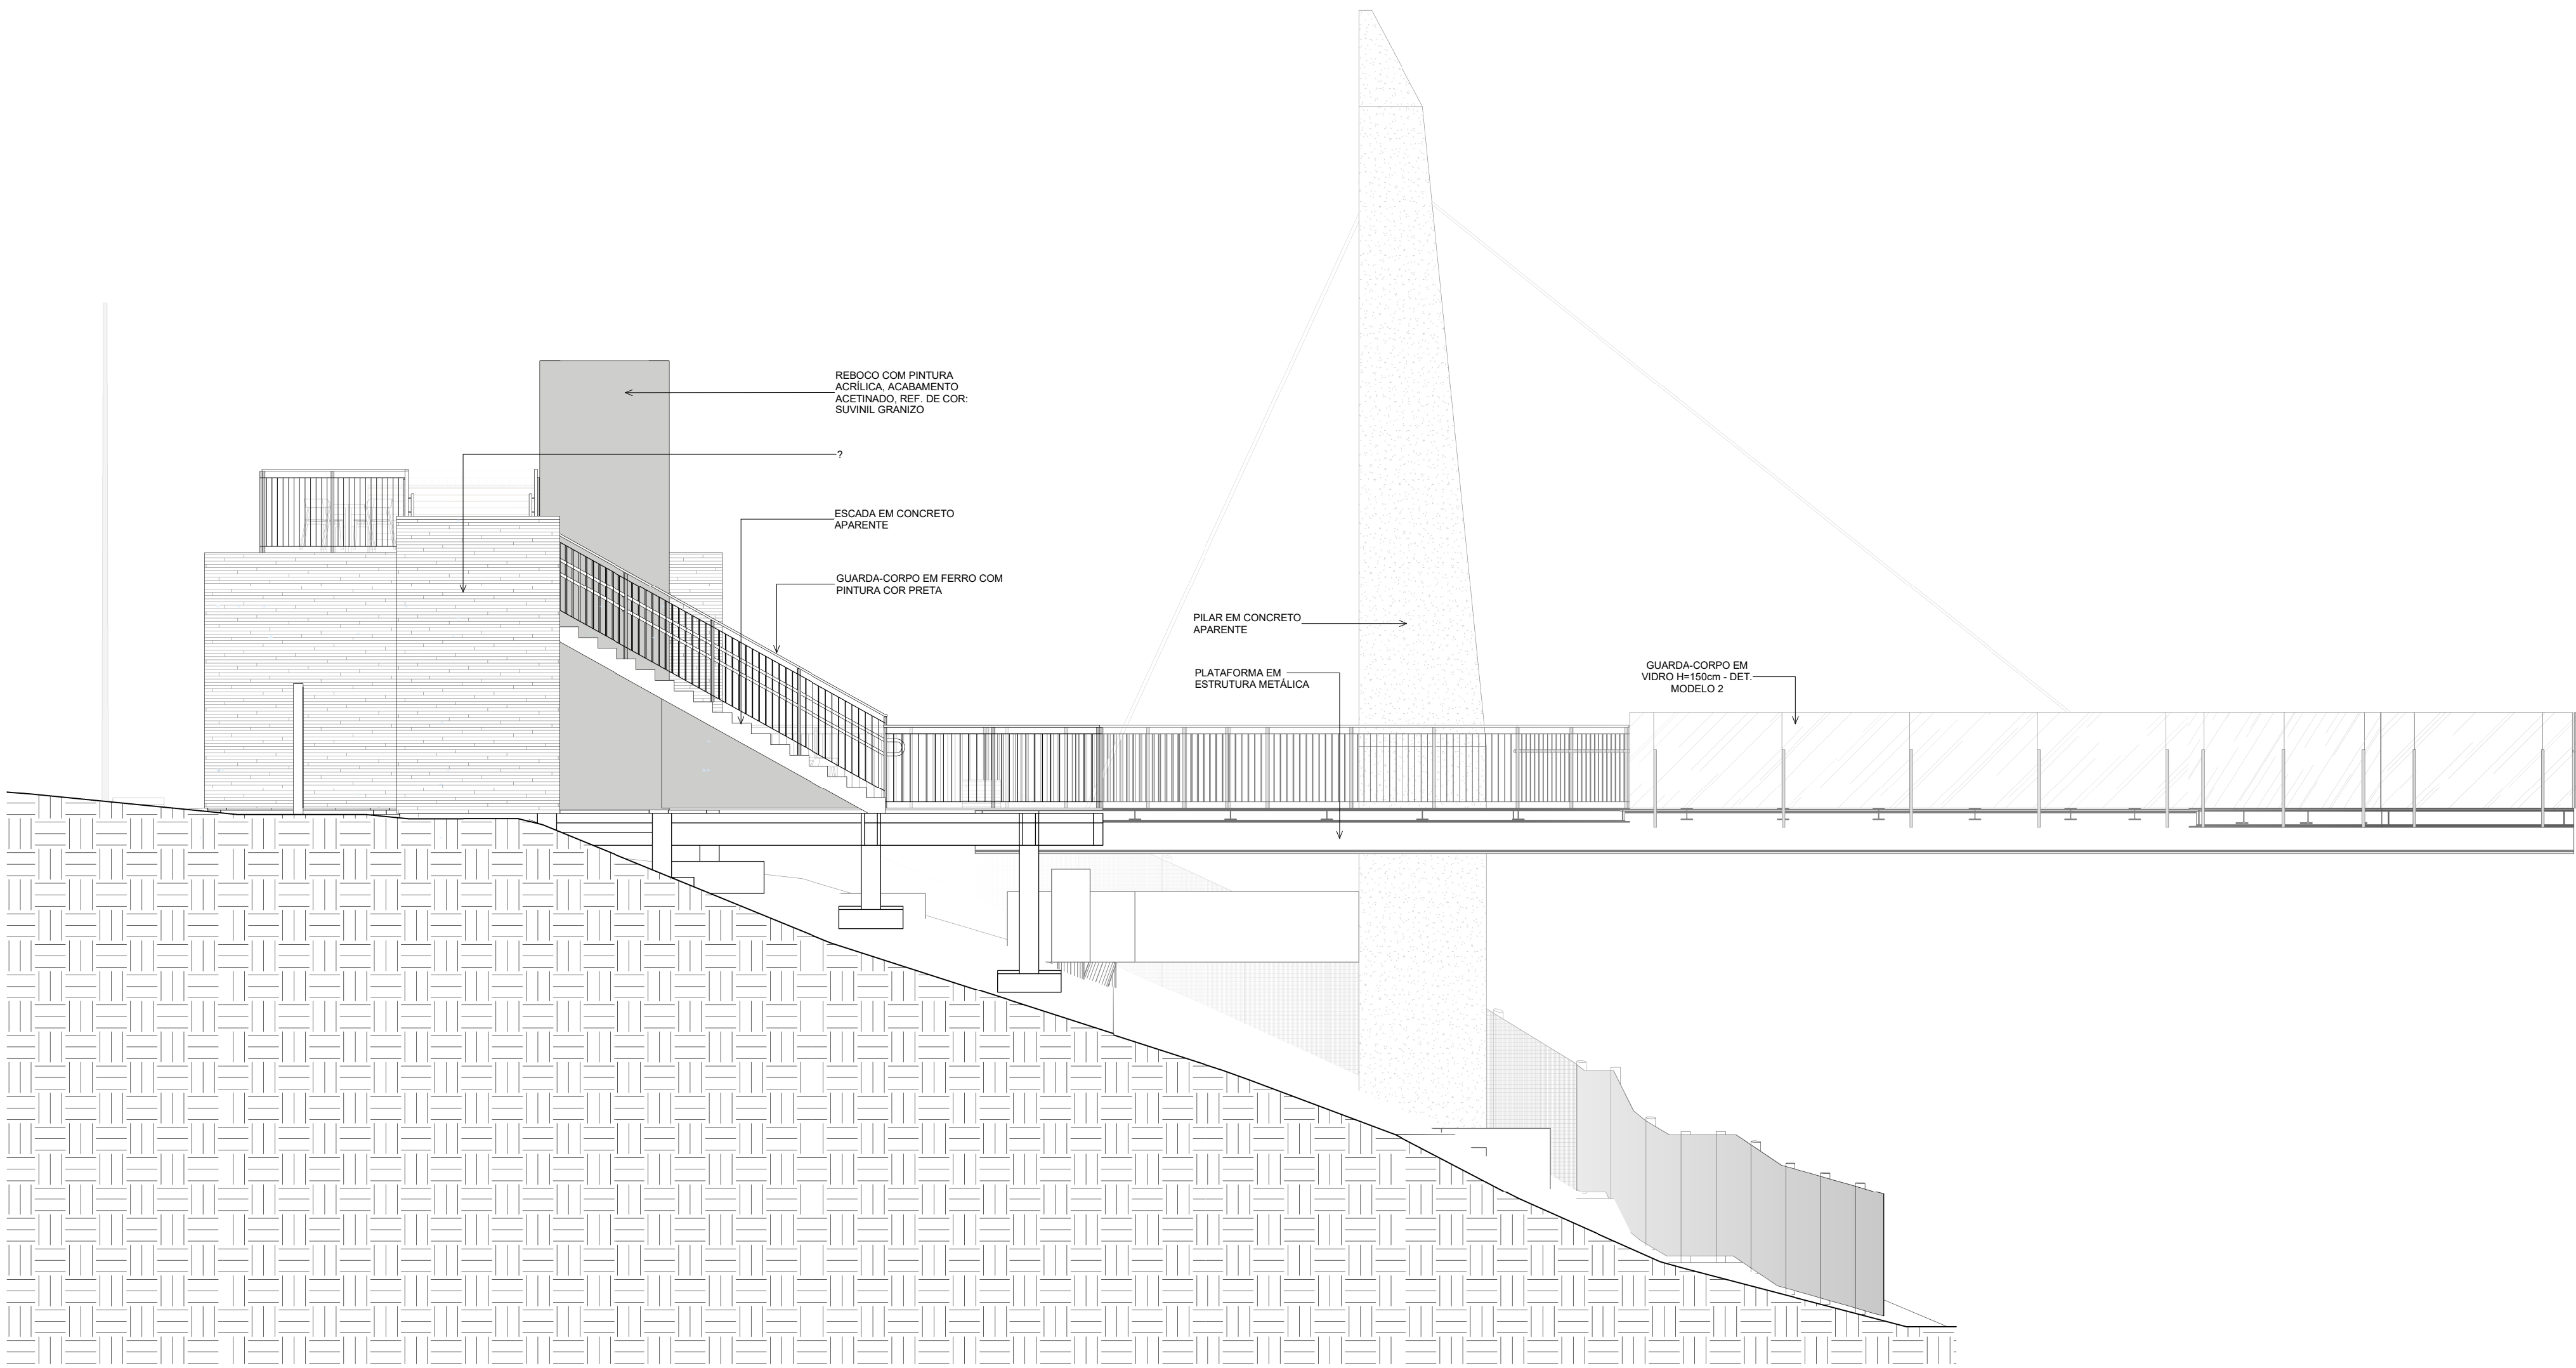 REBOCO COM PINTURA
ACRÍLICA, ACABAMENTO
ACETINADO, REF. DE COR:
SUVINIL GRANIZO
?
ESCADA EM CONCRETO
APARENTE
GUARDA-CORPO EM FERRO COM
PINTURA COR PRETA
PILAR EM CONCRETO
APARENTE
PLATAFORMA EM
ESTRUTURA METÁLICA
GUARDA-CORPO EM
VIDRO H=150cm - DET.
MODELO 2